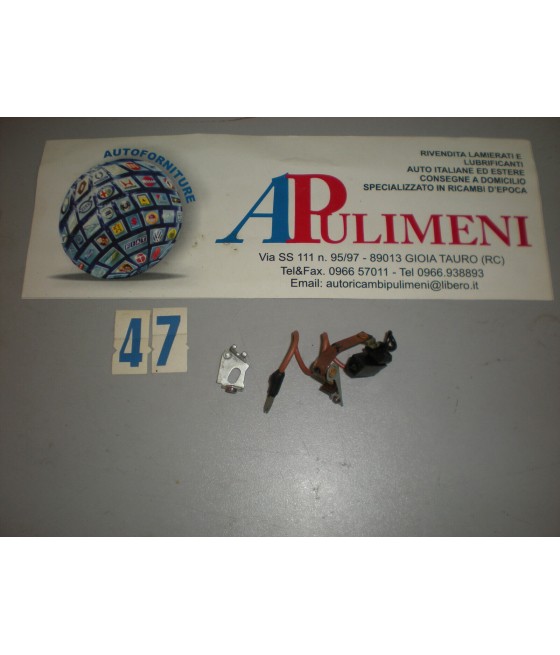 AUTOFORNITURE
RIVENDITA LAMIERATI E
LUBRIFICANTI
AUTO ITALIANE ED ESTERE
CONSEGNE A DOMICILIO
SPECIALIZZATO IN RICAMBI D'EPOCA
APULIMENI
Via SS 111 n. 95/97 - 89013 GIOIA TAURO (RC)
Tel&Fax. 0966 57011 - Tel 0966.938893
Email: autoricambipulimeni@libero.it
47